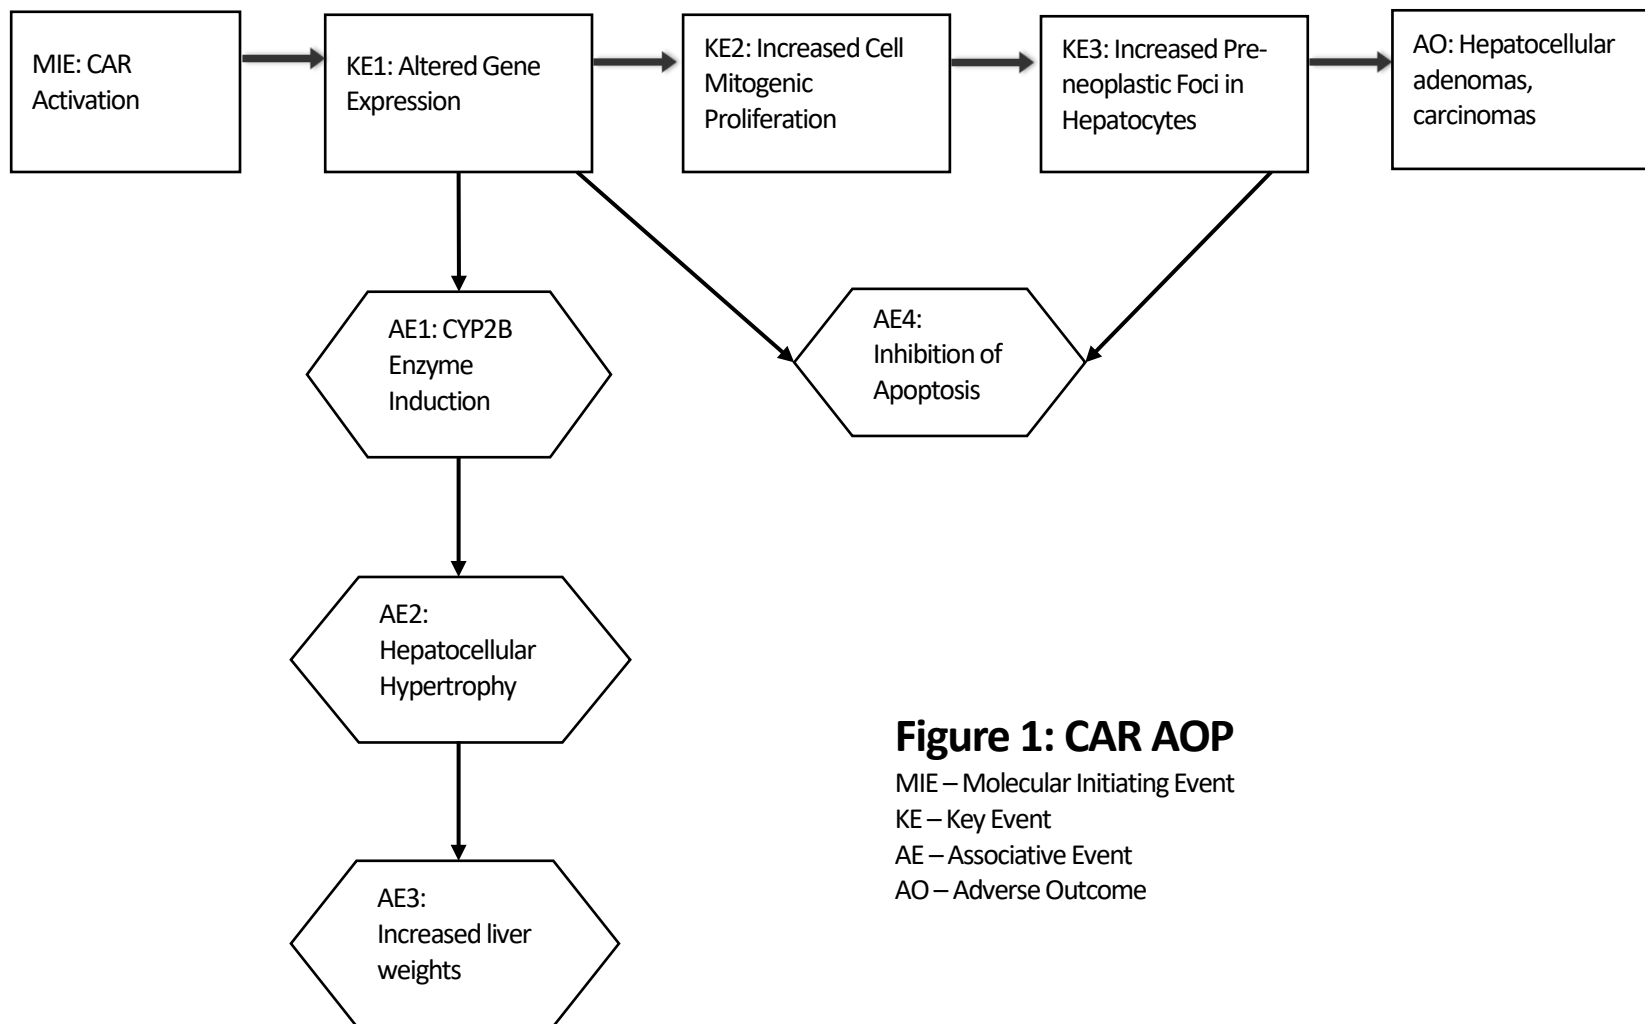 MIE: CAR
Activation
KE1: Altered Gene
Expression
KE2: Increased Cell
Mitogenic
Proliferation
KE3: Increased Pre-
neoplastic Foci in
Hepatocytes
AO: Hepatocellular
adenomas,
carcinomas
AE1: CYP2B
Enzyme
Induction
AE4:
Inhibition of
Apoptosis
AE2:
Hepatocellular
Hypertrophy
AE3:
Increased liver
weights
Figure 1: CAR AOP
MIE – Molecular Initiating Event
KE – Key Event
AE – Associative Event
AO – Adverse Outcome